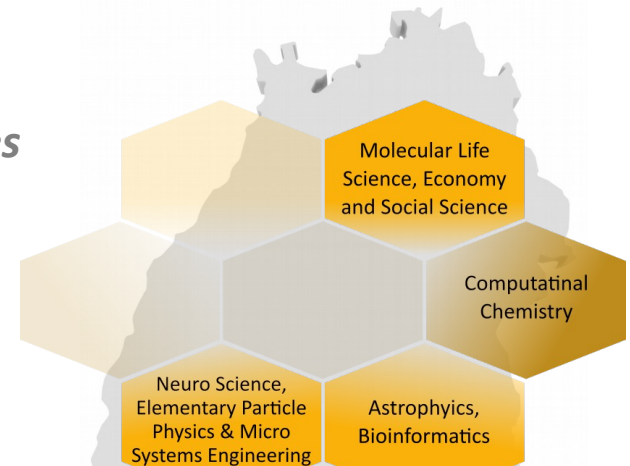 s
Molecular Life
Science, Economy
and Social Science
Computatinal
Chemistry
Neuro Science,
Elementary Particle
Physics & Micro
Systems Engineering
Astrophyics,
Bioinformatics